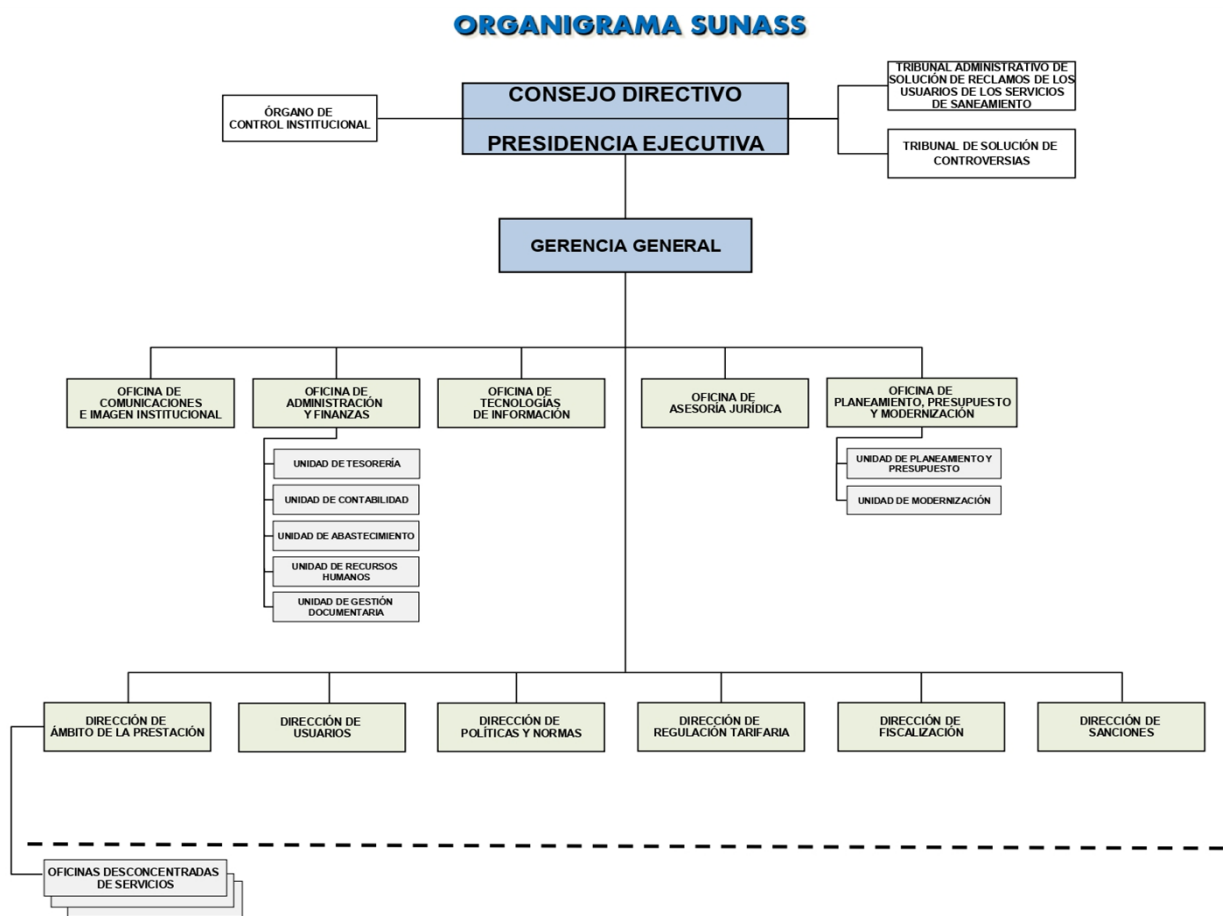 ORGANIGRAMA SUNASS
CONSEJO DIRECTIVO
PRESIDENCIA EJECUTIVA
ÓRGANO DE
CONTROL INSTITUCIONAL
TRIBUNAL ADMINISTRATIVO DE
SOLUCIÓN DE RECLAMOS DE LOS
USUARIOS DE LOS SERVICIOS
DE SANEAMIENTO
TRIBUNAL DE SOLUCIÓN DE
CONTROVERSIAS
GERENCIA GENERAL
OFICINA DE
COMUNICACIONES
E IMAGEN INSTITUCIONAL
OFICINA DE
ADMINISTRACIÓN
Y FINANZAS
OFICINA DE
TECNOLOGÍAS
DE INFORMACIÓN
OFICINA DE
ASESORÍA JURÍDICA
OFICINA DE
PLANEAMIENTO, PRESUPUESTO
Y MODERNIZACIÓN
UNIDAD DE TESORERÍA
UNIDAD DE CONTABILIDAD
UNIDAD DE ABASTECIMIENTO
UNIDAD DE RECURSOS
HUMANOS
UNIDAD DE GESTIÓN
DOCUMENTARIA
UNIDAD DE PLANEAMIENTO Y
PRESUPUESTO
UNIDAD DE MODERNIZACIÓN
DIRECCIÓN DE
ÁMBITO DE LA PRESTACIÓN
DIRECCIÓN DE
USUARIOS
DIRECCIÓN DE
POLÍTICAS Y NORMAS
DIRECCIÓN DE
REGULACIÓN TARIFARIA
DIRECCIÓN DE
FISCALIZACIÓN
DIRECCIÓN DE
SANCIONES
OFICINAS DESCONCENTRADAS
DE SERVICIOS